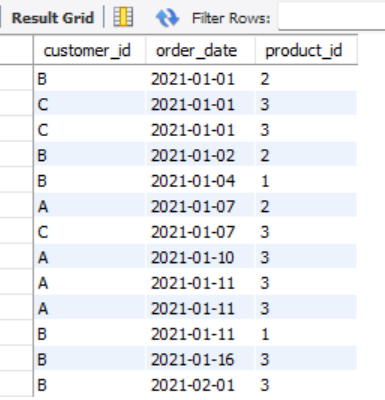 Result Grid Filter Rows:
customer_id order_date product_id
B 2021-01-01 2
C 2021-01-01 3
C 2021-01-01 3
B 2021-01-02 2
B 2021-01-04 1
A 2021-01-07 2
C 2021-01-07 3
A 2021-01-10 3
A 2021-01-11 3
A 2021-01-11 3
B 2021-01-11 1
B 2021-01-16 3
B 2021-02-01 3